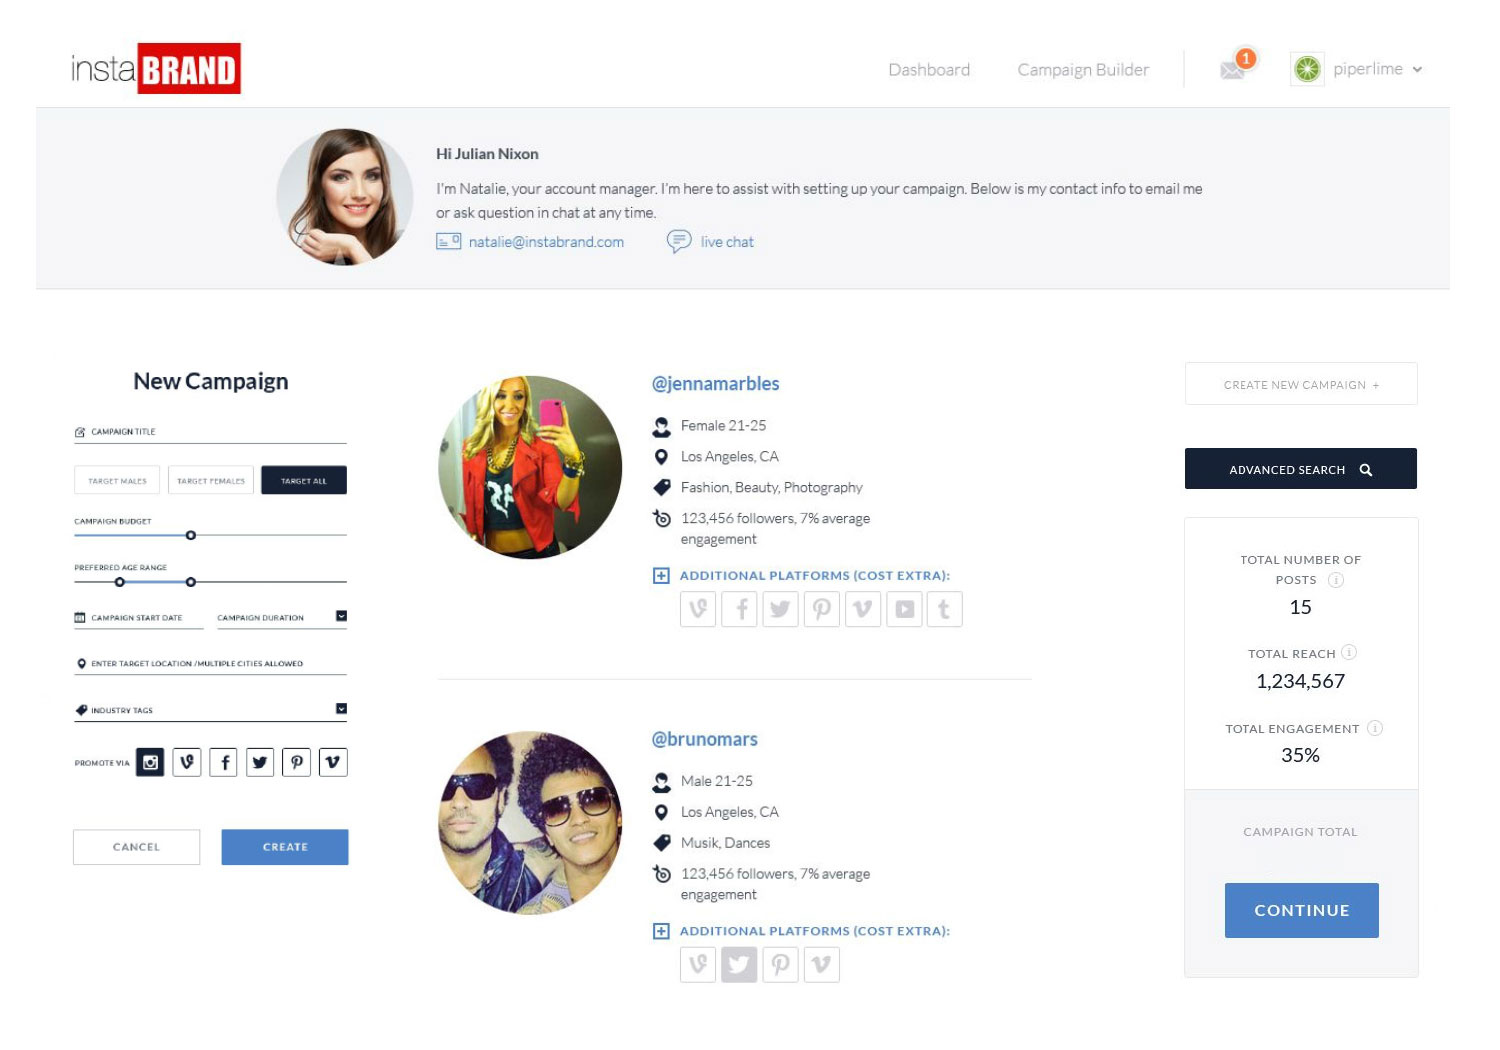 instaBRAND
Dashboard
Campaign Builder
1
piperlime
Hi Julian Nixon
I'm Natalie, your account manager. I'm here to assist with setting up your campaign. Below is my contact info to email me
or ask question in chat at any time.
natalie@instabrand.com
live chat
New Campaign
CAMPAIGN TITLE
TARGET MALES
TARGET FEMALES
TARGET ALL
CAMPAIGN BUDGET
PREFERRED AGE RANGE
CAMPAIGN START DATE
CAMPAIGN DURATION
ENTER TARGET LOCATION /MULTIPLE CITIES ALLOWED
INDUSTRY TAGS
PROMOTE VIA
CANCEL
CREATE
@jennamarbles
Female 21-25
Los Angeles, CA
Fashion, Beauty, Photography
123,456 followers, 7% average
engagement
ADDITIONAL PLATFORMS (COST EXTRA):
@brunomars
Male 21-25
Los Angeles, CA
Musik, Dances
123,456 followers, 7% average
engagement
ADDITIONAL PLATFORMS (COST EXTRA):
CREATE NEW CAMPAIGN +
ADVANCED SEARCH
TOTAL NUMBER OF
POSTS i
15
TOTAL REACH i
1,234,567
TOTAL ENGAGEMENT i
35%
CAMPAIGN TOTAL
CONTINUE